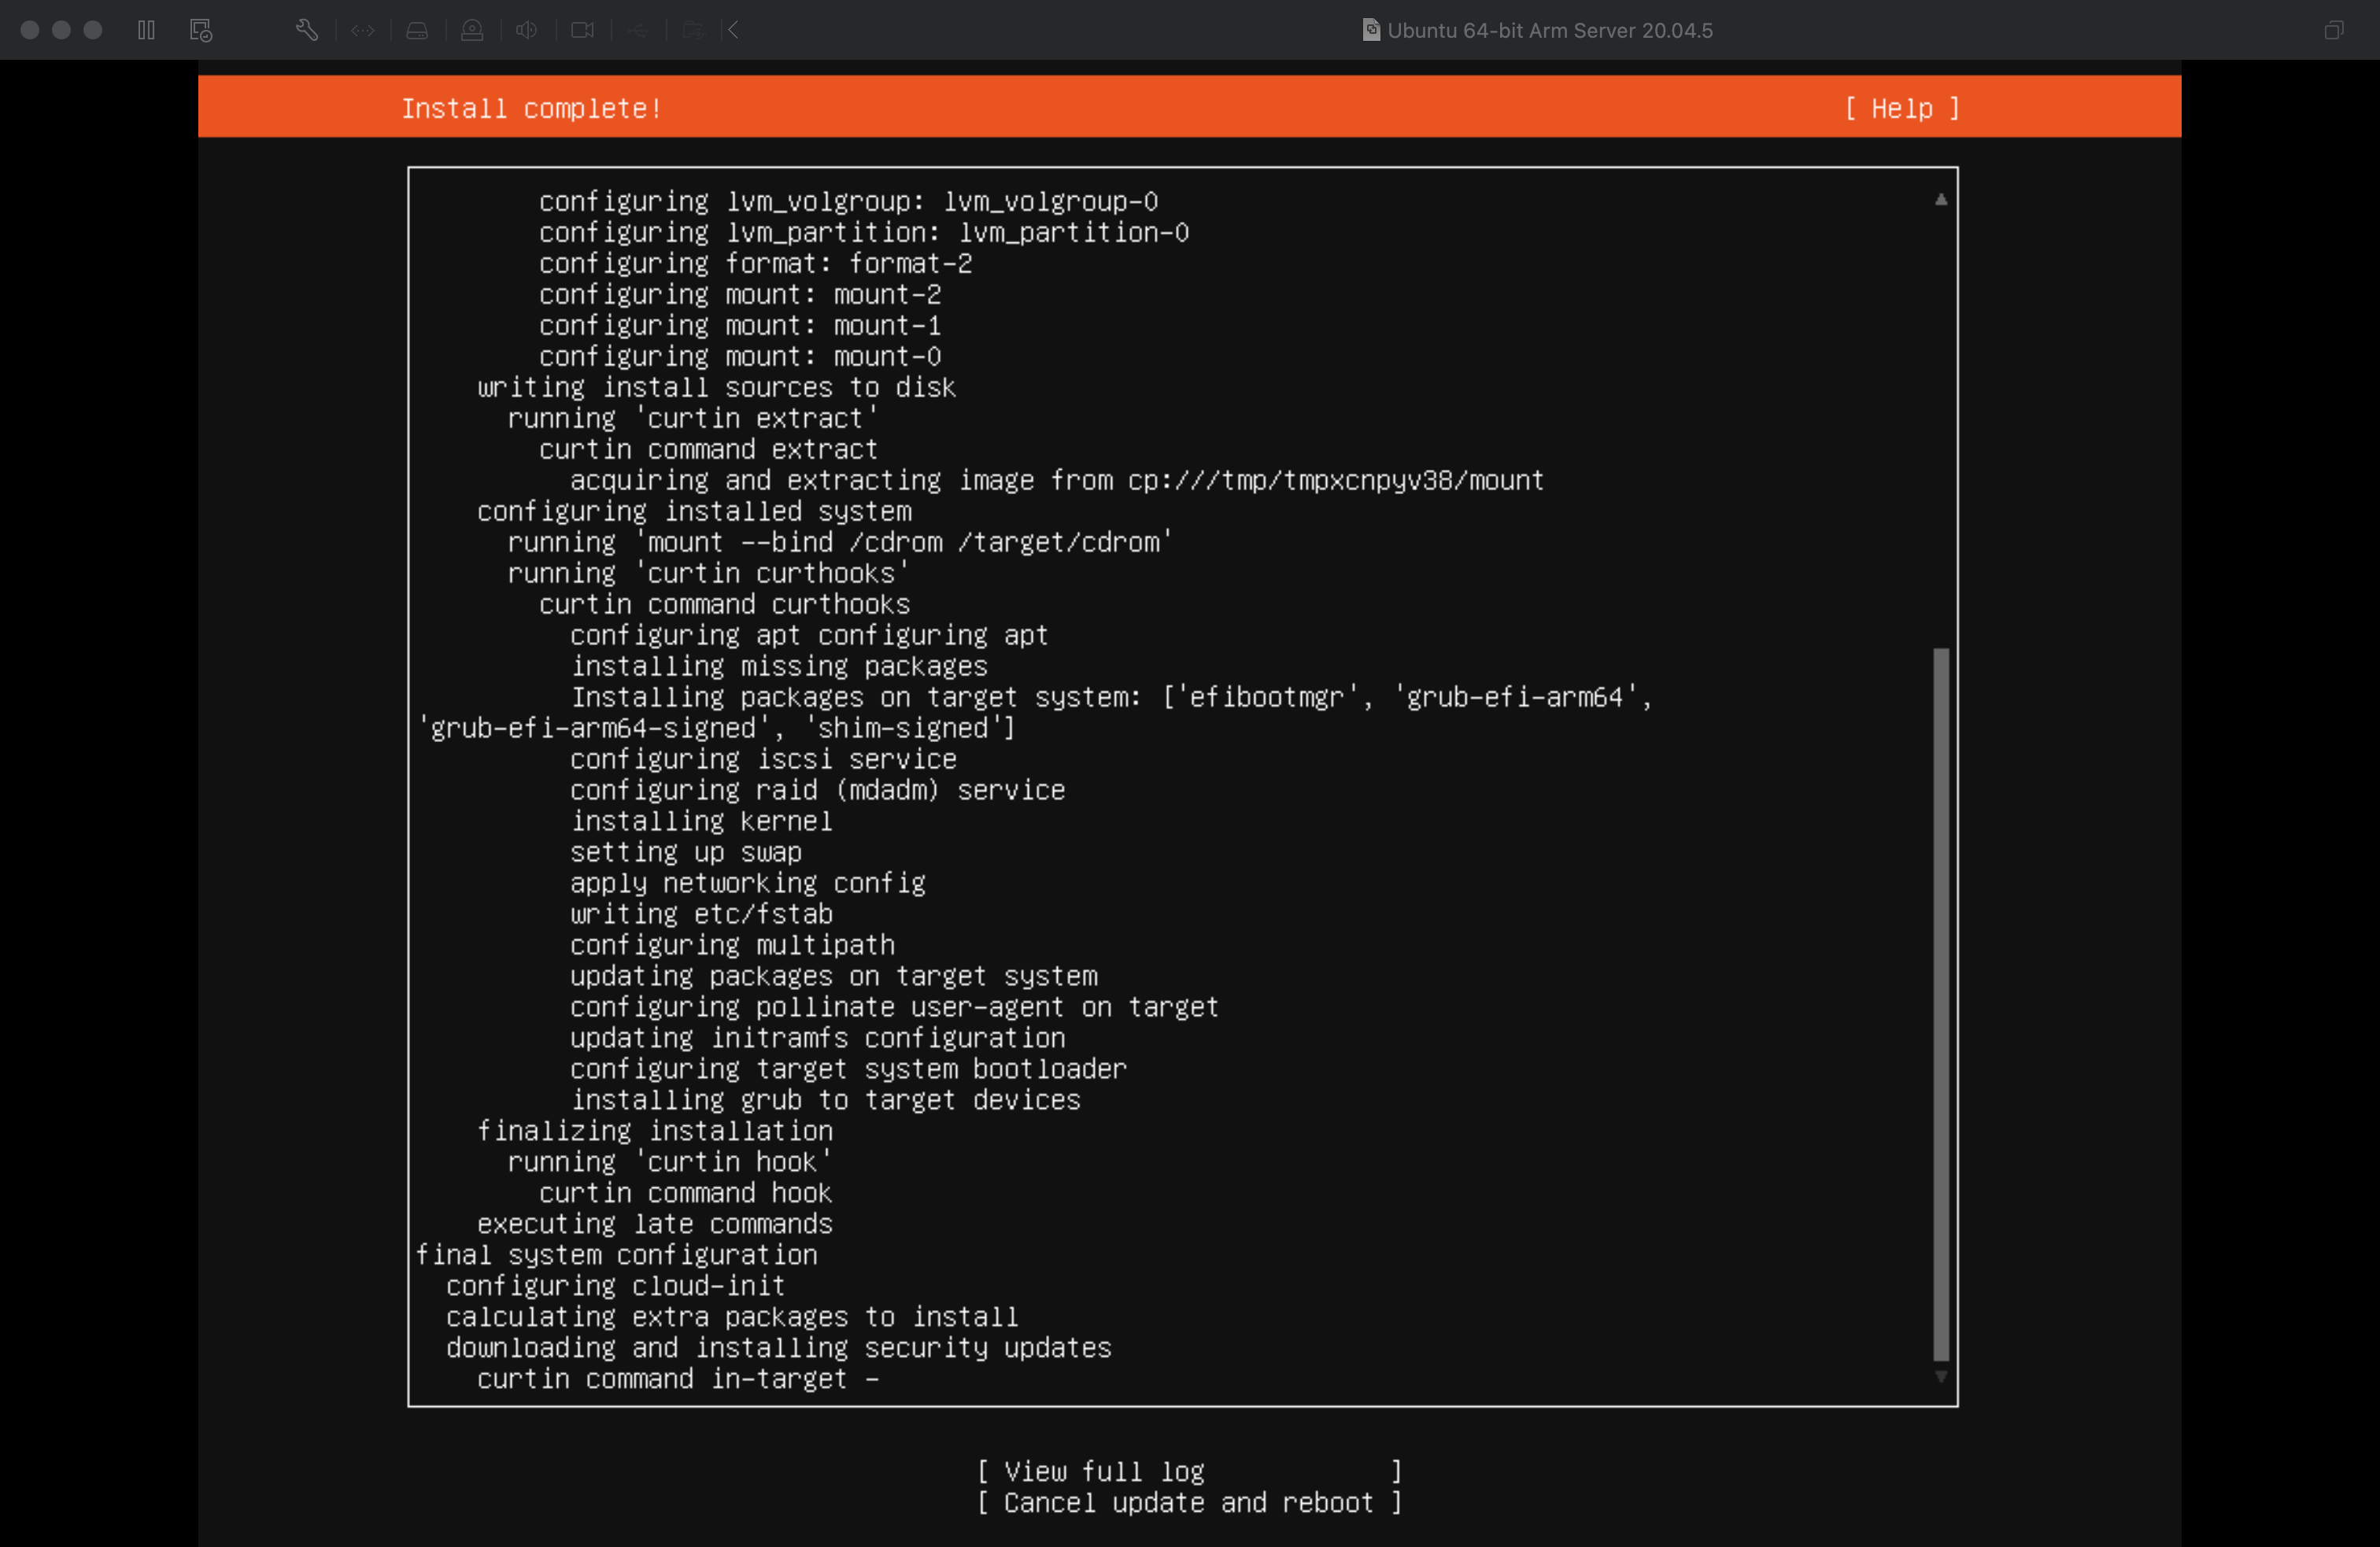 Ubuntu 64-bit Arm Server 20.04.5
Install complete! [ Help ]
configuring lvm_volgroup: lvm_volgroup-0
configuring lvm_partition: lvm_partition-0
configuring format: format-2
configuring mount: mount-2
configuring mount: mount-1
configuring mount: mount-0
writing install sources to disk
running 'curtin extract'
curtin command extract
acquiring and extracting image from cp:///tmp/tmpxcnpyv38/mount
configuring installed system
running 'mount --bind /cdrom /target/cdrom'
running 'curtin curthooks'
curtin command curthooks
configuring apt configuring apt
installing missing packages
Installing packages on target system: ['efibootmgr', 'grub-efi-arm64',
'grub-efi-arm64-signed', 'shim-signed']
configuring iscsi service
configuring raid (mdadm) service
installing kernel
setting up swap
apply networking config
writing etc/fstab
configuring multipath
updating packages on target system
configuring pollinate user-agent on target
updating initramfs configuration
configuring target system bootloader
installing grub to target devices
finalizing installation
running 'curtin hook'
curtin command hook
executing late commands
final system configuration
configuring cloud-init
calculating extra packages to install
downloading and installing security updates
curtin command in-target -
[ View full log ]
[ Cancel update and reboot ]